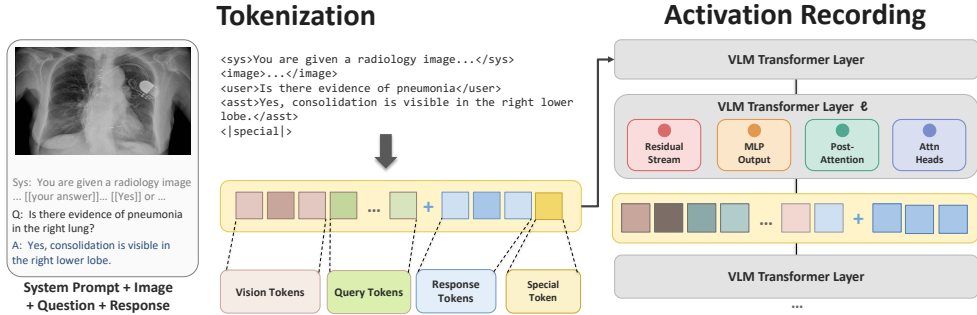 Tokenization
Activation Recording
Sys: You are given a radiology image
... [[your answer]]... [[Yes]] or ...
Q: Is there evidence of pneumonia
in the right lung?
A: Yes, consolidation is visible in
the right lower lobe.
System Prompt + Image
+ Question + Response
<sys>You are given a radiology image...</sys>
<image>...</image>
<user>Is there evidence of pneumonia</user>
<asst>Yes, consolidation is visible in the right lower
lobe.</asst>
<|special|>
... +
Vision Tokens
Query Tokens
Response
Tokens
Special
Token
VLM Transformer Layer
VLM Transformer Layer ℓ
Residual
Stream
MLP
Output
Post-
Attention
Attn
Heads
... +
VLM Transformer Layer
...